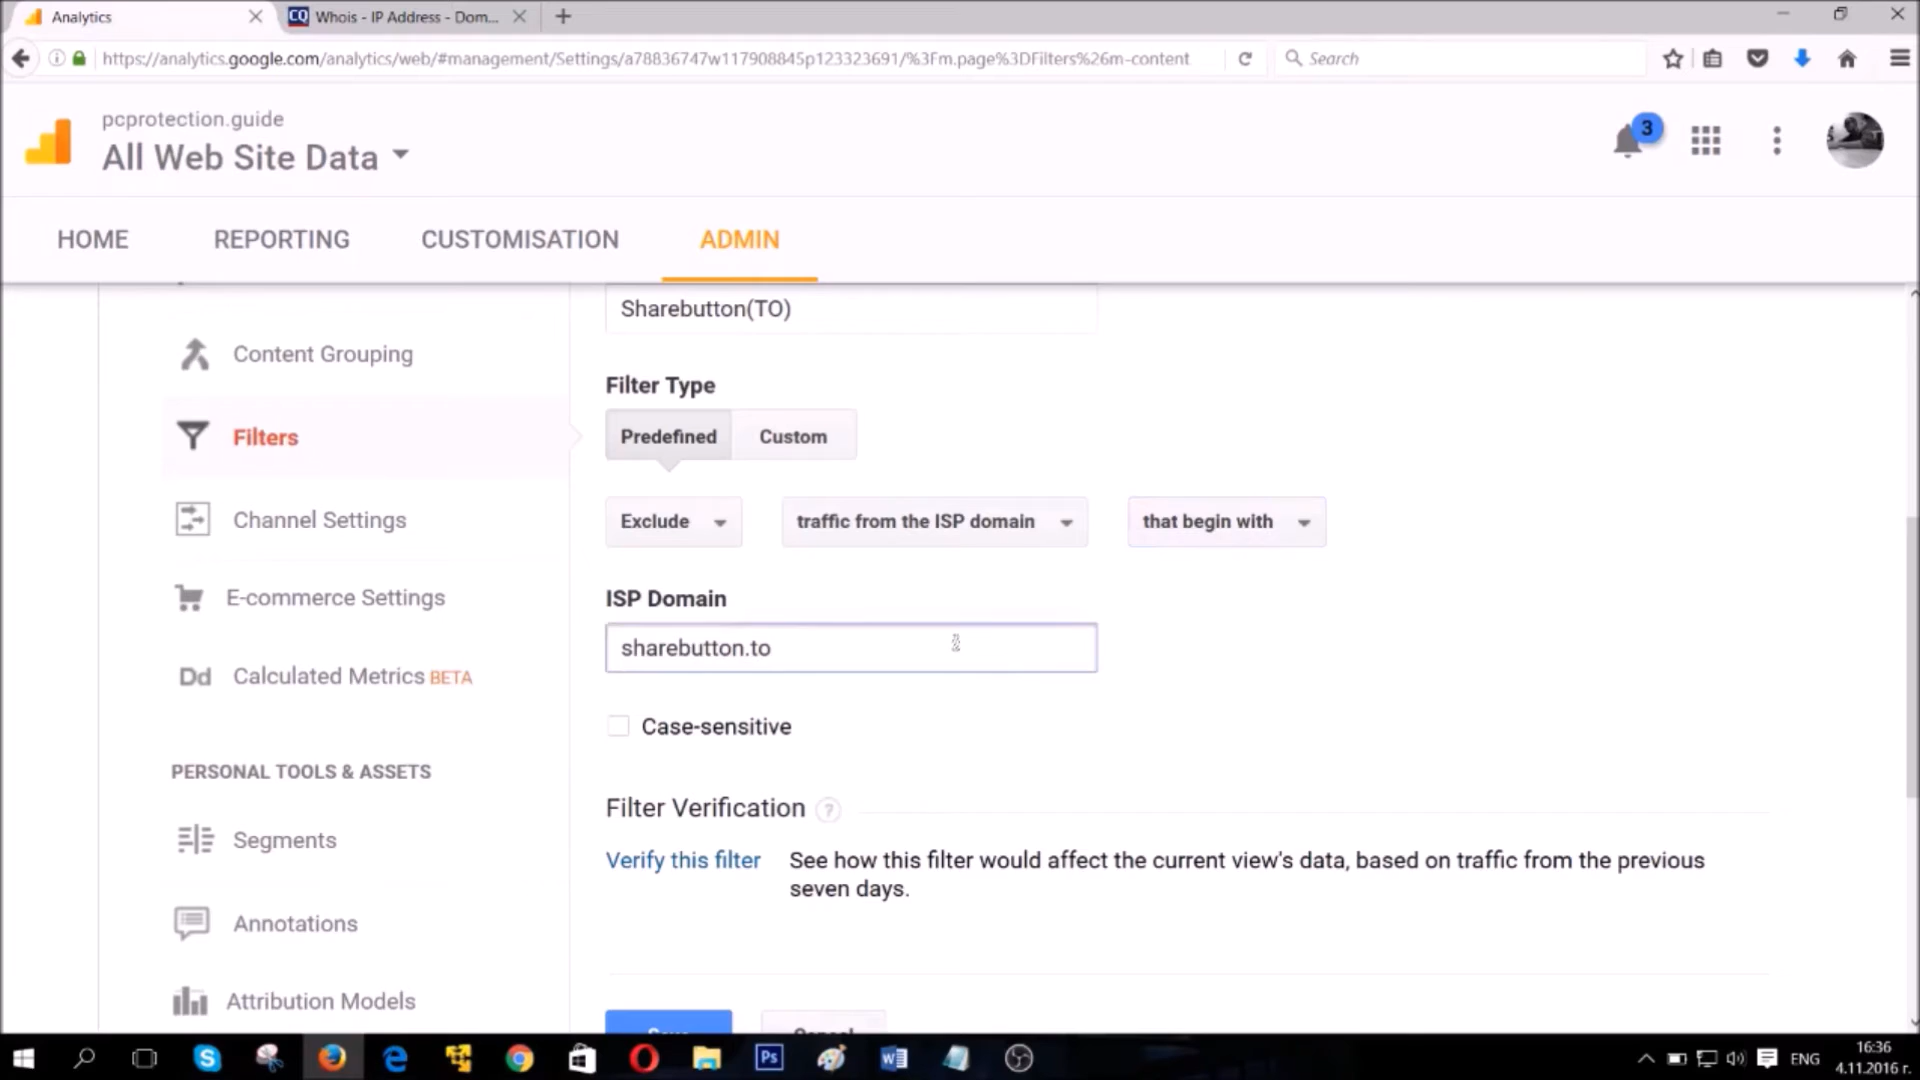 Analytics
CQ Whois - IP Address - Dom...
https://analytics.google.com/analytics/web/#management/Settings/a78836747w117908845p123323691/%3Fm.page%3DFilters%26m-content
Search
pcprotection.guide
All Web Site Data
3
HOME REPORTING CUSTOMISATION ADMIN
Sharebutton(TO)
Content Grouping
Filter Type
Filters
Predefined Custom
Channel Settings
Exclude traffic from the ISP domain that begin with
E-commerce Settings
ISP Domain
sharebutton.to
Dd Calculated Metrics BETA
Case-sensitive
PERSONAL TOOLS & ASSETS
Filter Verification ?
Segments
Verify this filter See how this filter would affect the current view's data, based on traffic from the previous
seven days.
Annotations
Attribution Models
Save Cancel
Ps
ENG
16:36
4.11.2016 г.